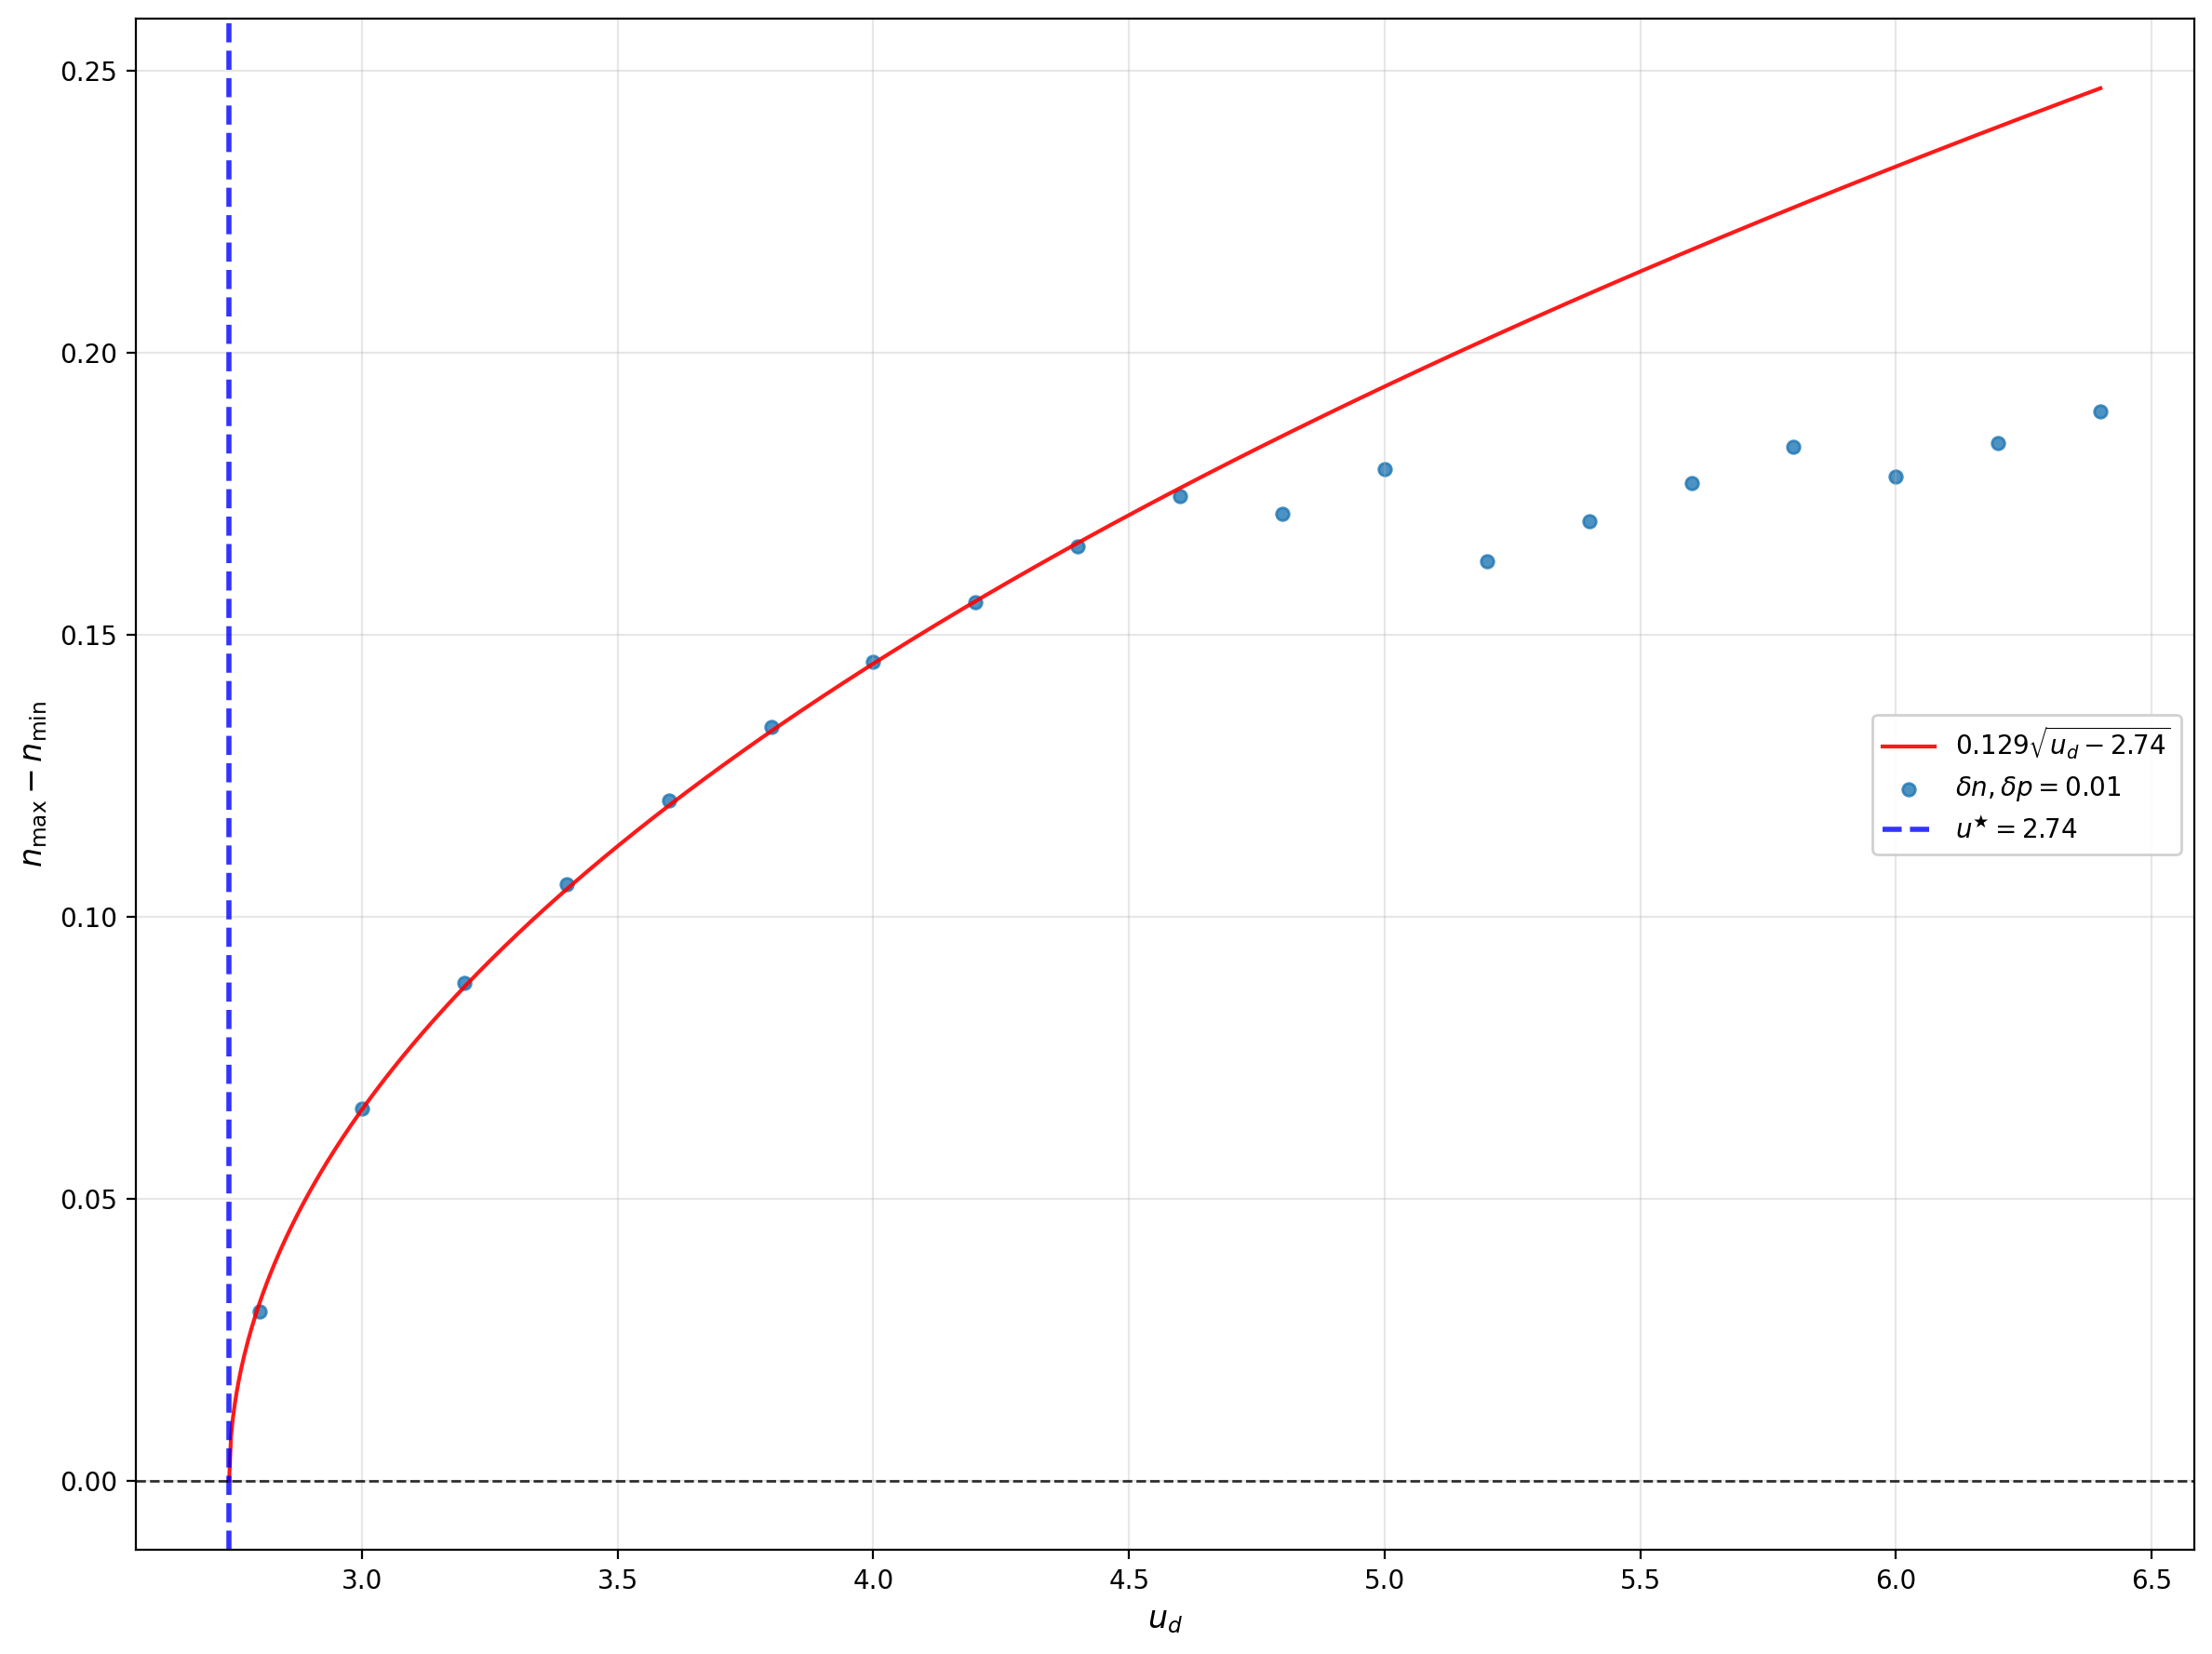 0.25
0.20
0.15
0.10
0.05
0.00
n_max − n_min
0.129√(u_d − 2.74)
δn, δp = 0.01
u^★ = 2.74
3.0 3.5 4.0 4.5 5.0 5.5 6.0 6.5
u_d